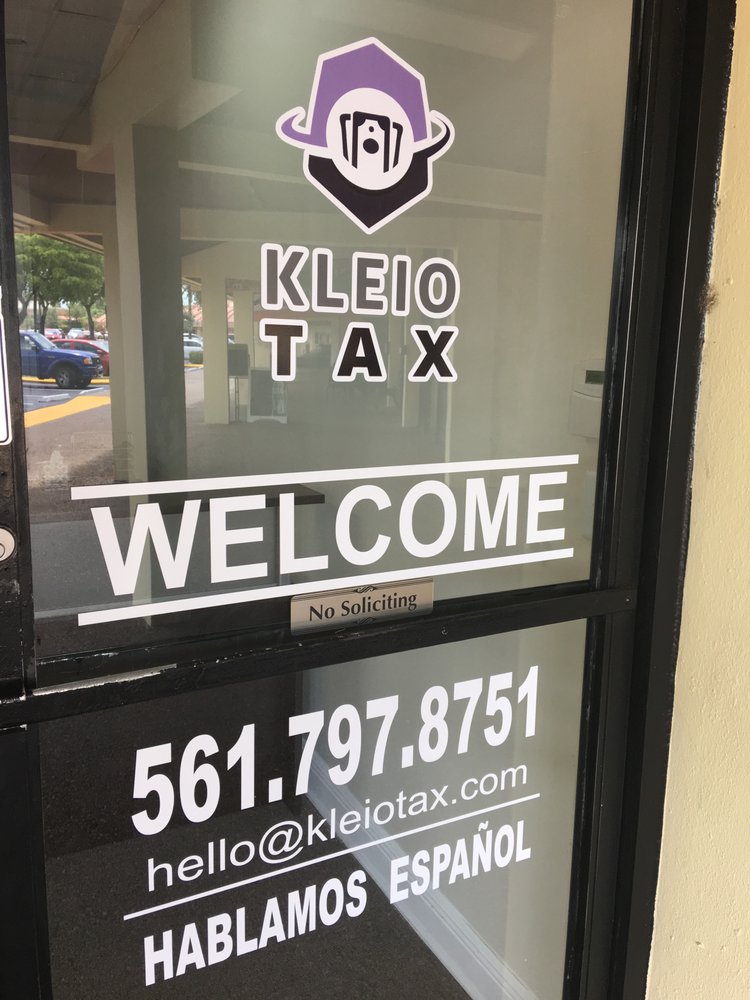 KLEIO
TAX
WELCOME
No Soliciting
561.797.8751
hello@kleiotax.com
HABLAMOS ESPAÑOL